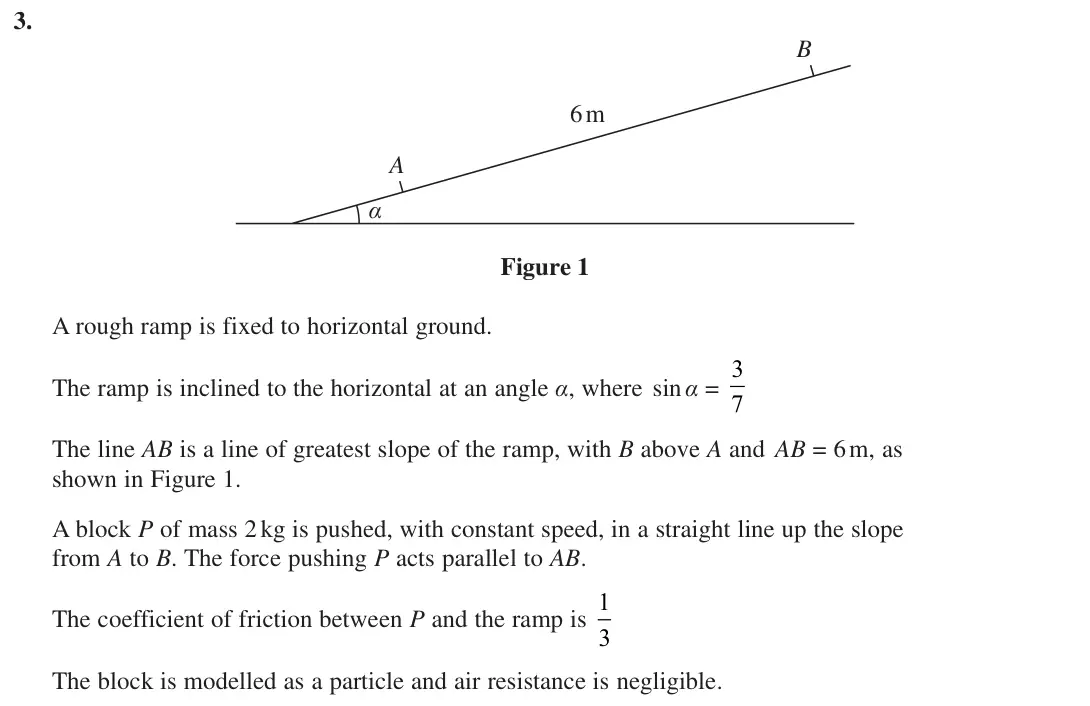 3.
B
6 m
A
α
Figure 1
A rough ramp is fixed to horizontal ground.
The ramp is inclined to the horizontal at an angle α, where sin α = 3/7
The line AB is a line of greatest slope of the ramp, with B above A and AB = 6 m, as
shown in Figure 1.
A block P of mass 2 kg is pushed, with constant speed, in a straight line up the slope
from A to B. The force pushing P acts parallel to AB.
The coefficient of friction between P and the ramp is 1/3
The block is modelled as a particle and air resistance is negligible.